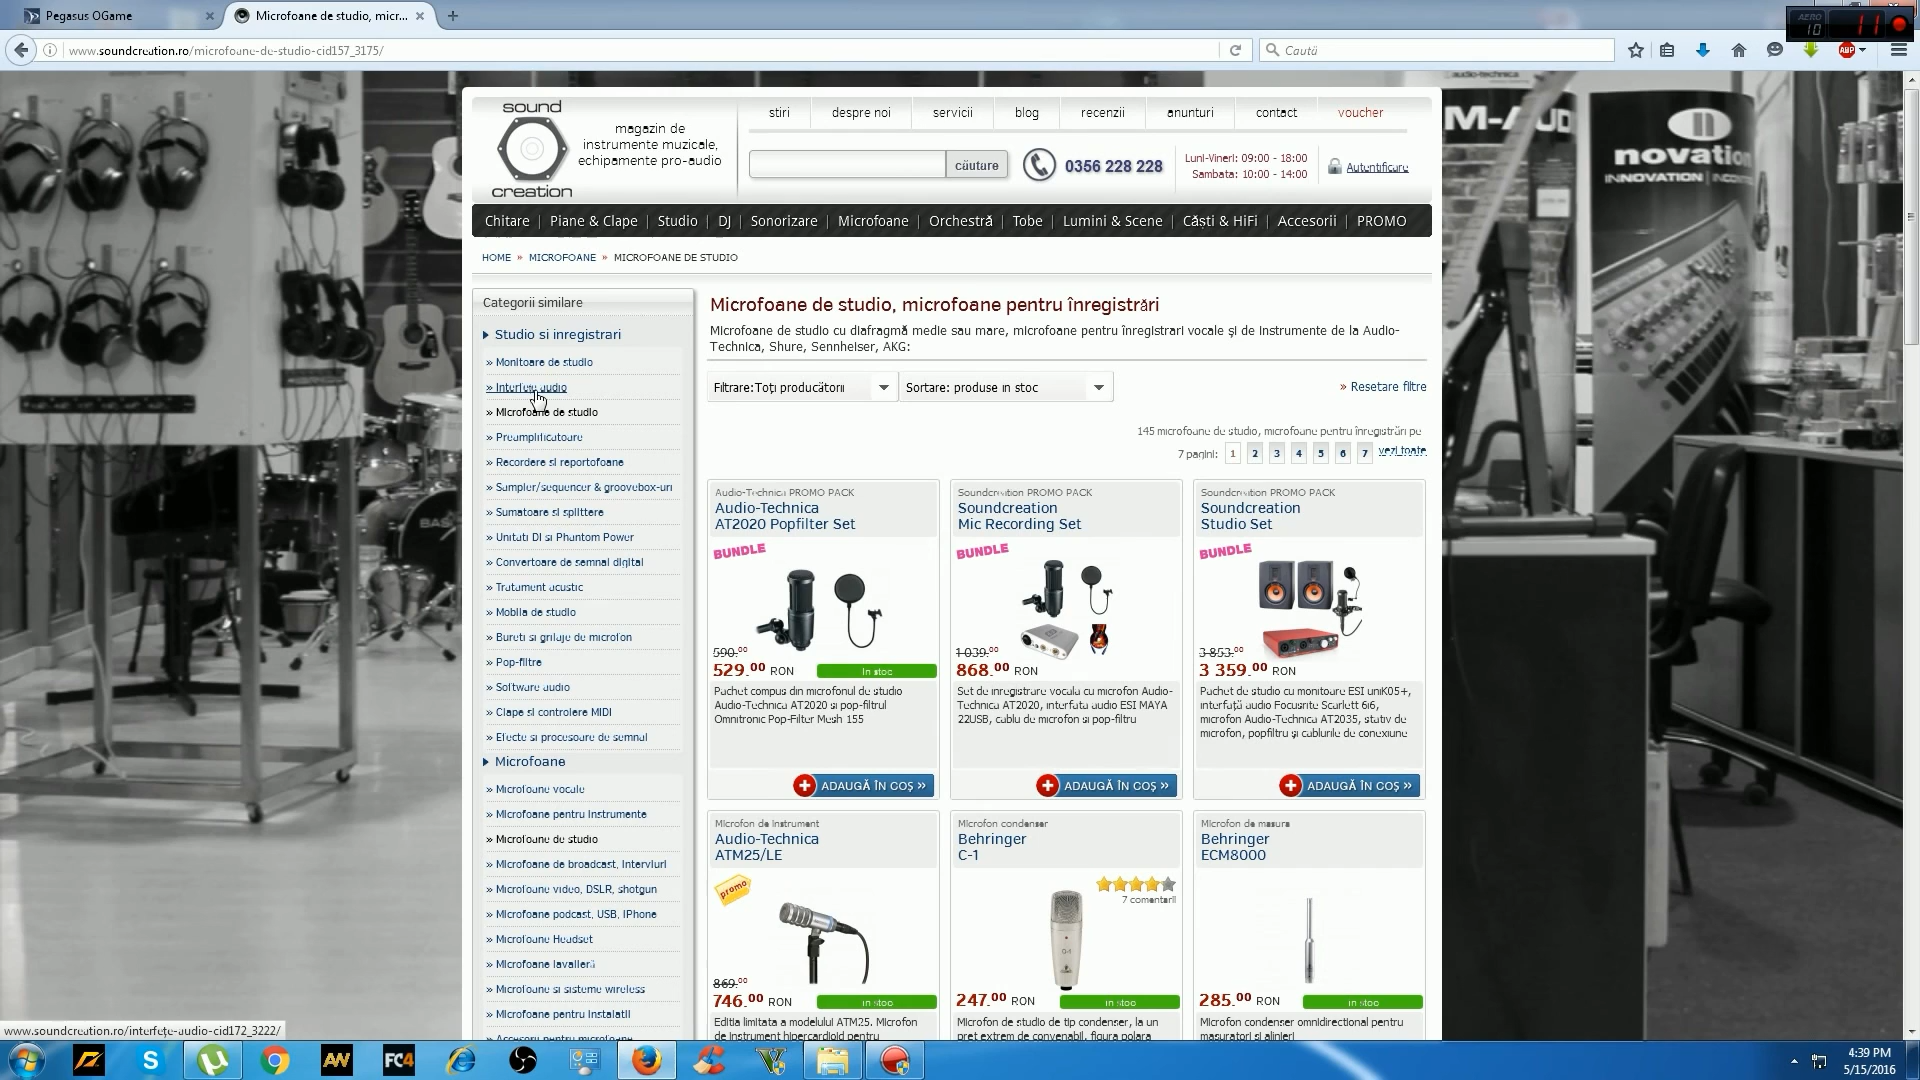 Pegasus OGame
Microfoane de studio, micr...
www.soundcreation.ro/microfoane-de-studio-cid157_3175/
Caută
ABP
AERO
10
11
sound
creation
magazin de
instrumente muzicale,
echipamente pro-audio
stiri
despre noi
servicii
blog
recenzii
anunturi
contact
voucher
căutare
0356 228 228
Luni-Vineri: 09:00 - 18:00
Sambata: 10:00 - 14:00
Autentificare
Chitare | Piane & Clape | Studio | DJ | Sonorizare | Microfoane | Orchestră | Tobe | Lumini & Scene | Căști & HiFi | Accesorii | PROMO
HOME » MICROFOANE » MICROFOANE DE STUDIO
Categorii similare
Studio si inregistrari
» Monitoare de studio
» Interfețe audio
» Microfoane de studio
» Preamplificatoare
» Recordere si reportofoane
» Sampler/sequencer & groovebox-uri
» Sumatoare si splittere
» Unitati DI si Phantom Power
» Convertoare de semnal digital
» Tratament acustic
» Mobila de studio
» Bureti si grilaje de microfon
» Pop-filtre
» Software audio
» Clape si controlere MIDI
» Efecte si procesoare de semnal
Microfoane
» Microfoane vocale
» Microfoane pentru instrumente
» Microfoane de studio
» Microfoane de broadcast, interviuri
» Microfoane video, DSLR, shotgun
» Microfoane podcast, USB, iPhone
» Microfoane Headset
» Microfoane lavalieră
» Microfoane si sisteme wireless
» Microfoane pentru instalatii
» Accesorii pentru microfoane
Microfoane de studio, microfoane pentru înregistrări
Microfoane de studio cu diafragmă medie sau mare, microfoane pentru înregistrari vocale şi de instrumente de la Audio-
Technica, Shure, Sennheiser, AKG:
Filtrare:Toți producătorii
Sortare: produse in stoc
» Resetare filtre
145 microfoane de studio, microfoane pentru înregistrări pe
7 pagini: 1 2 3 4 5 6 7 vezi toate
Audio-Technica PROMO PACK
Audio-Technica
AT2020 Popfilter Set
BUNDLE
590.00
529.00 RON
in stoc
Pachet compus din microfonul de studio
Audio-Technica AT2020 si pop-filtrul
Omnitronic Pop-Filter Mesh 155
ADAUGĂ ÎN COȘ »
Soundcreation PROMO PACK
Soundcreation
Mic Recording Set
BUNDLE
1 039.00
868.00 RON
Set de inregistrare vocala cu microfon Audio-
Technica AT2020, interfata audio ESI MAYA
22USB, cablu de microfon si pop-filtru
ADAUGĂ ÎN COȘ »
Soundcreation PROMO PACK
Soundcreation
Studio Set
BUNDLE
3 853.00
3 359.00 RON
Pachet de studio cu monitoare ESI uniK05+,
interfață audio Focusrite Scarlett 6i6,
microfon Audio-Technica AT2035, stativ de
microfon, popfiltru şi cablurile de conexiune
ADAUGĂ ÎN COȘ »
Microfon de instrument
Audio-Technica
ATM25/LE
promo
869.00
746.00 RON
in stoc
Editia limitata a modelului ATM25. Microfon
de instrument hipercardioid pentru
Microfon condenser
Behringer
C-1
7 comentarii
247.00 RON
in stoc
Microfon de studio de tip condenser, la un
pret extrem de convenabil, figura polara
Microfon de masura
Behringer
ECM8000
285.00 RON
in stoc
Microfon condenser omnidirectional pentru
masuratori si alinieri
M-AUDIO
novation
audio-technica
www.soundcreation.ro/interfețe-audio-cid172_3222/
AW
FC4
4:39 PM
5/15/2016